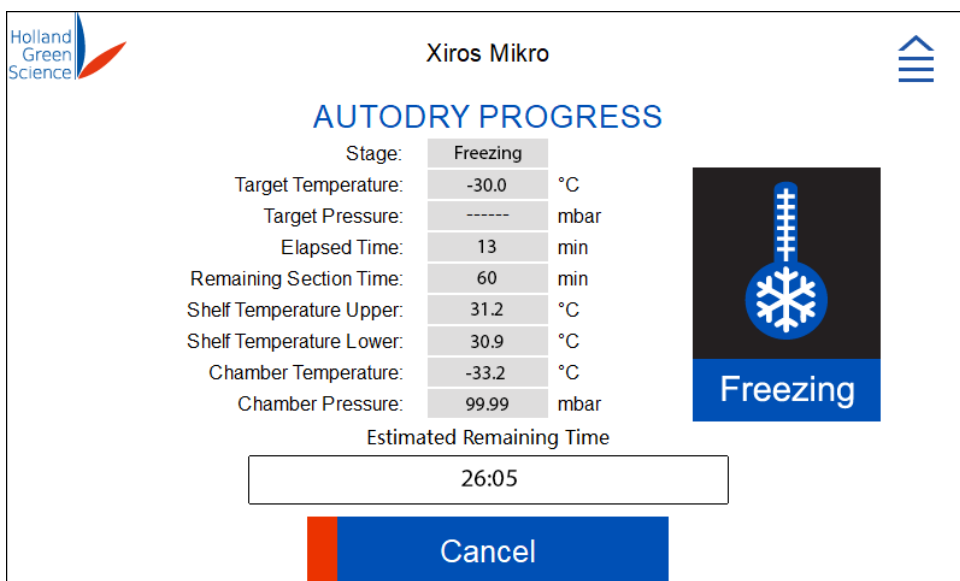 Holland
Green
Science
Xiros Mikro
AUTODRY PROGRESS
Stage: Freezing
Target Temperature: -30.0 °C
Target Pressure: ------ mbar
Elapsed Time: 13 min
Remaining Section Time: 60 min
Shelf Temperature Upper: 31.2 °C
Shelf Temperature Lower: 30.9 °C
Chamber Temperature: -33.2 °C
Chamber Pressure: 99.99 mbar
Freezing
Estimated Remaining Time
26:05
Cancel